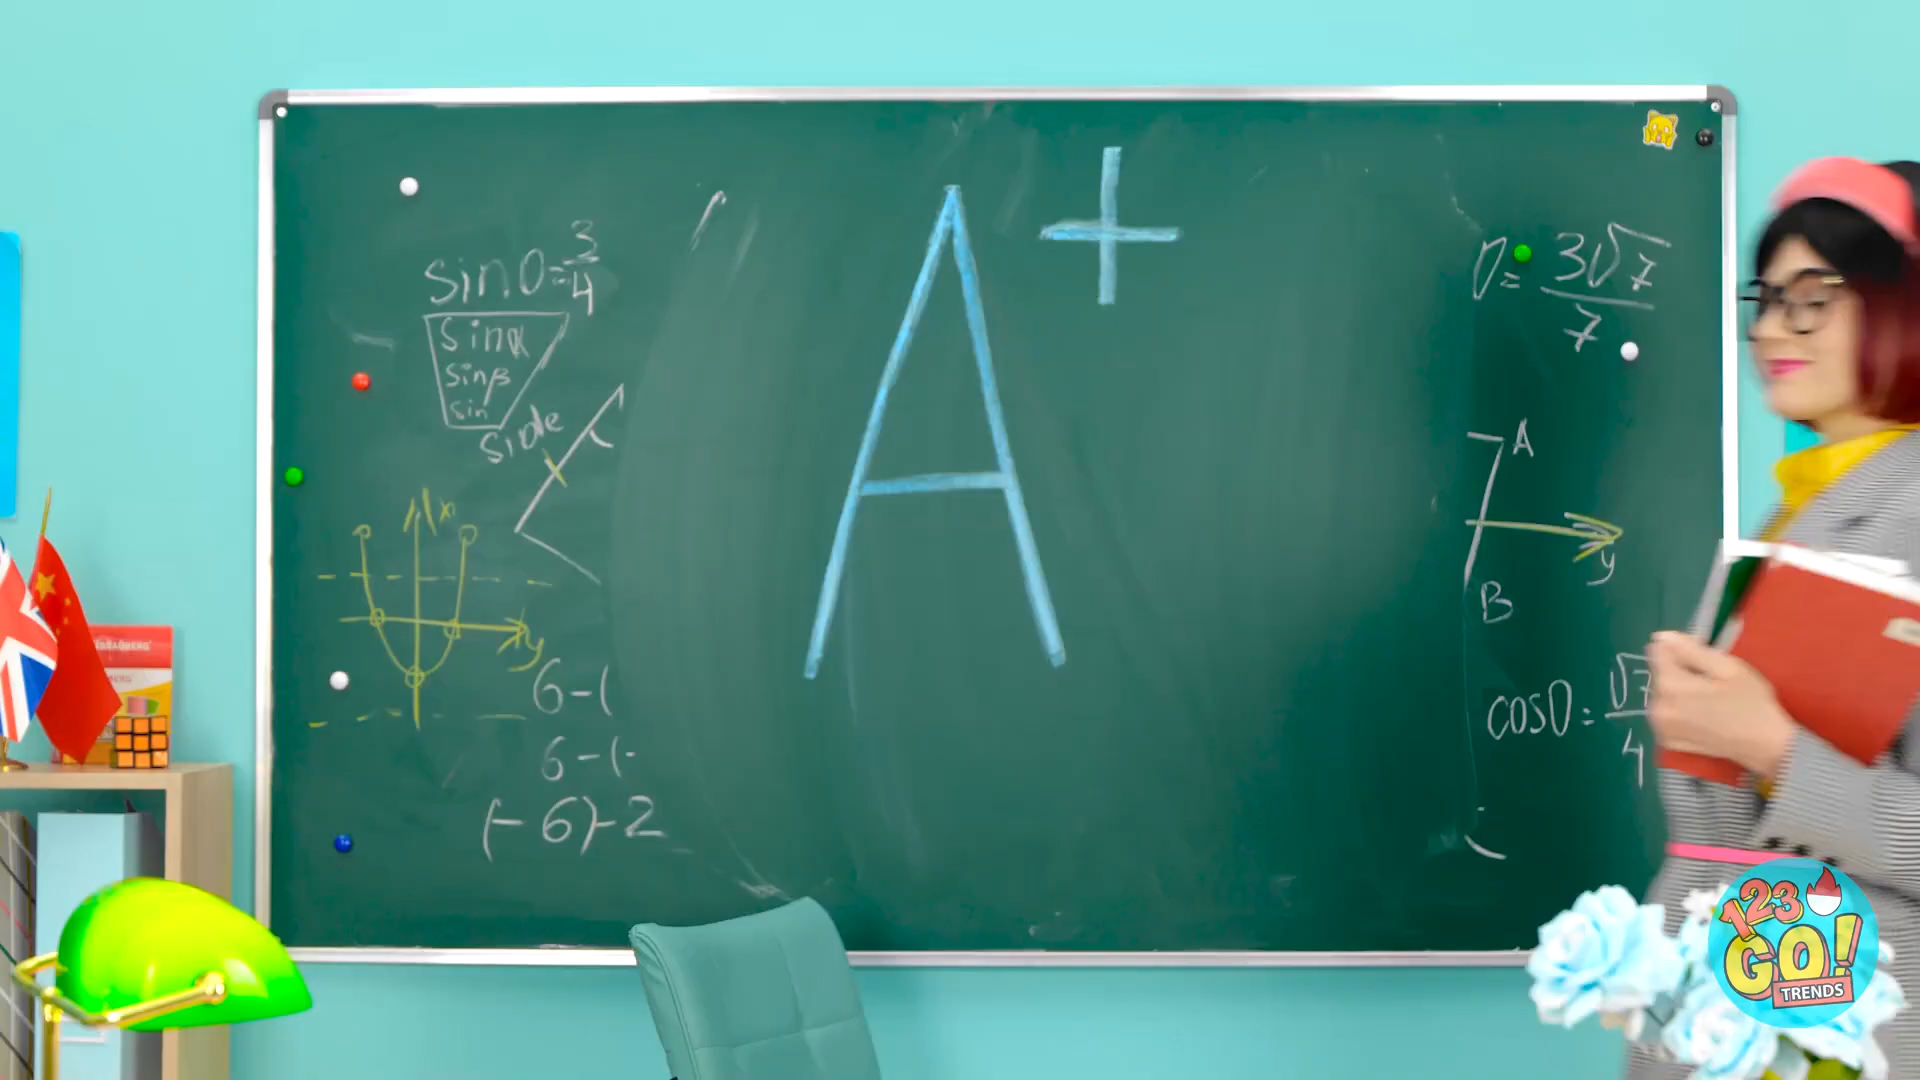 A+
sin0=3/4
sinα
sinβ
sin
side
x
y
6-(
6-(-
(-6)-2
0=3√7/7
A
y
B
cos0=√7/4
123
GO!
TRENDS